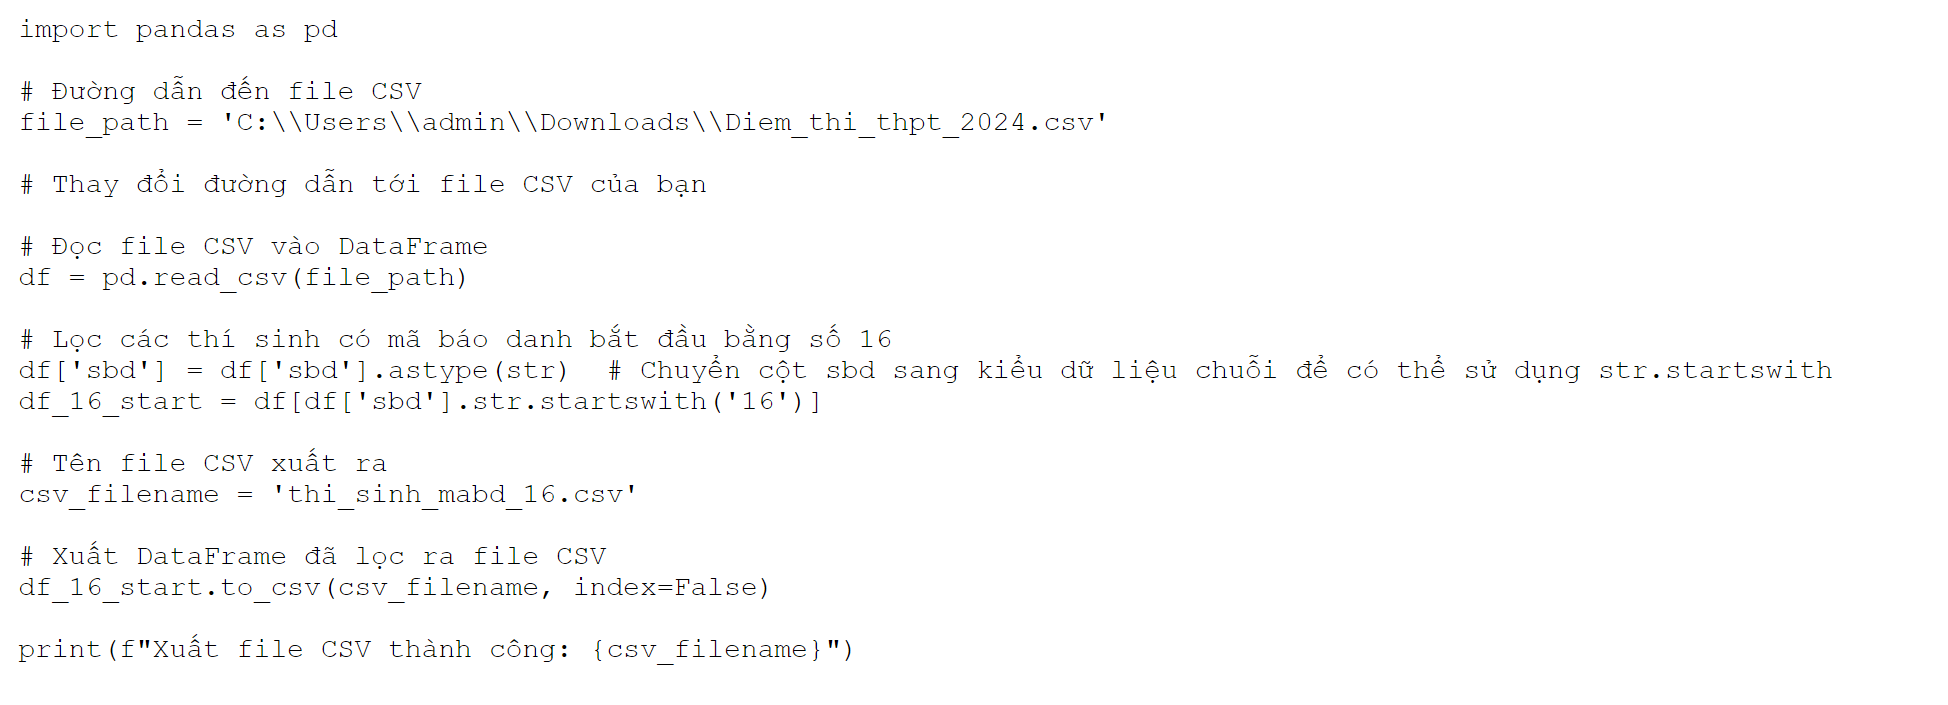 import pandas as pd
# Đường dẫn đến file CSV
file_path = 'C:\\Users\\admin\\Downloads\\Diem_thi_thpt_2024.csv'
# Thay đổi đường dẫn tới file CSV của bạn
# Đọc file CSV vào DataFrame
df = pd.read_csv(file_path)
# Lọc các thí sinh có mã báo danh bắt đầu bằng số 16
df['sbd'] = df['sbd'].astype(str)  # Chuyển cột sbd sang kiểu dữ liệu chuỗi để có thể sử dụng str.startswith
df_16_start = df[df['sbd'].str.startswith('16')]
# Tên file CSV xuất ra
csv_filename = 'thi_sinh_mabd_16.csv'
# Xuất DataFrame đã lọc ra file CSV
df_16_start.to_csv(csv_filename, index=False)
print(f"Xuất file CSV thành công: {csv_filename}")